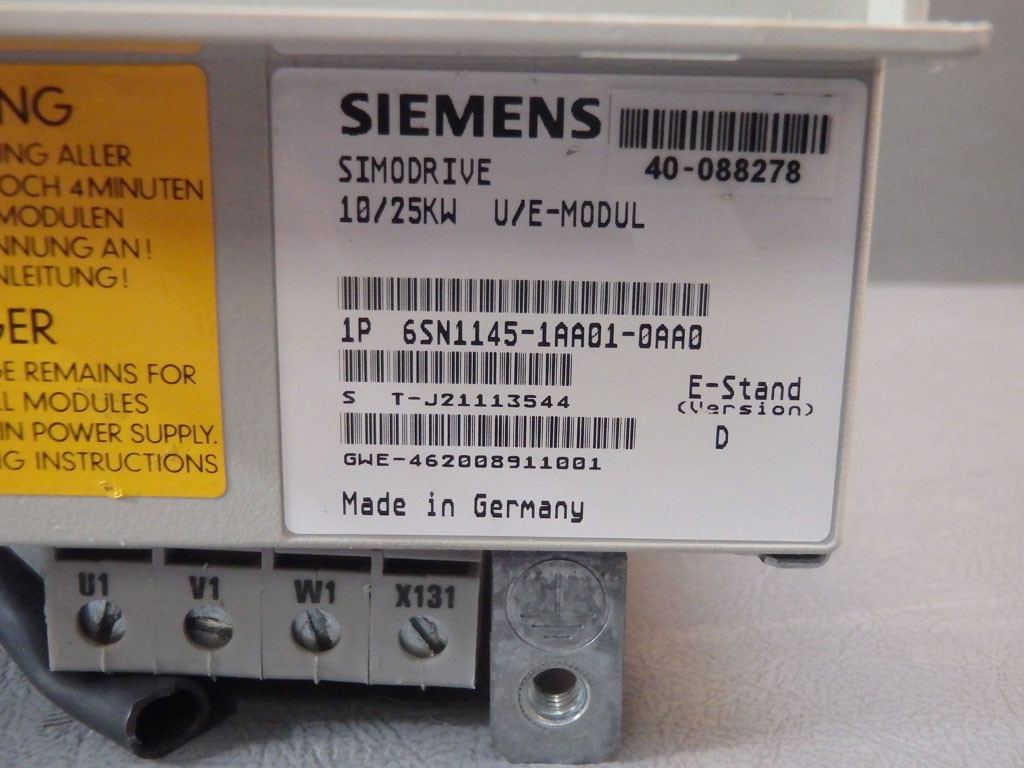 NG
NG ALLER
OCH 4 MINUTEN
MODULEN
NNUNG AN!
NLEITUNG!
GER
E REMAINS FOR
L MODULES
IN POWER SUPPLY.
G INSTRUCTIONS
SIEMENS
40-088278
SIMODRIVE
10/25KW U/E-MODUL
1P 6SN1145-1AA01-0AA0
S T-J21113544
E-Stand
(Version)
D
GWE-462008911001
Made in Germany
U1 V1 W1 X131